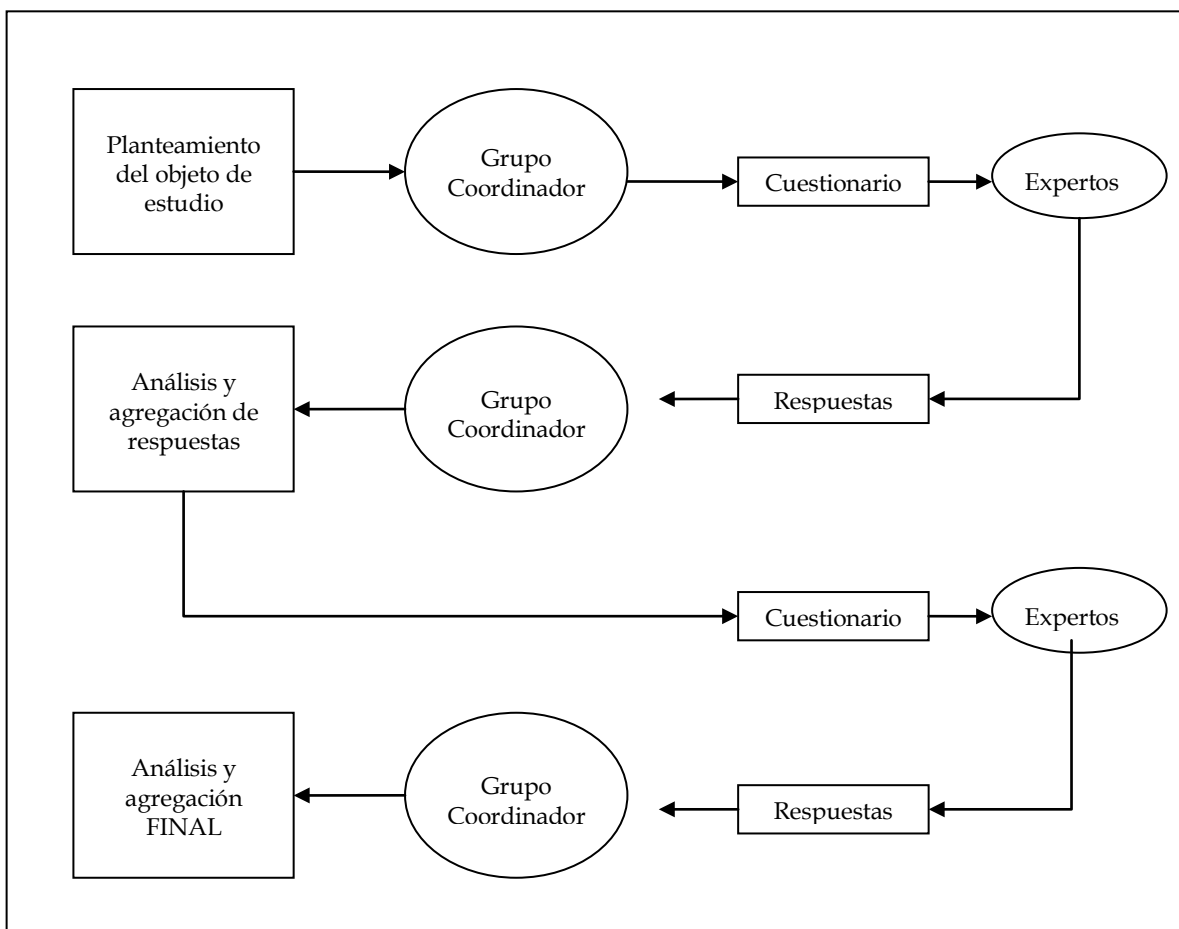 Planteamiento
del objeto de
estudio
Grupo
Coordinador
Cuestionario
Expertos
Análisis y
agregación de
respuestas
Grupo
Coordinador
Respuestas
Cuestionario
Expertos
Análisis y
agregación
FINAL
Grupo
Coordinador
Respuestas